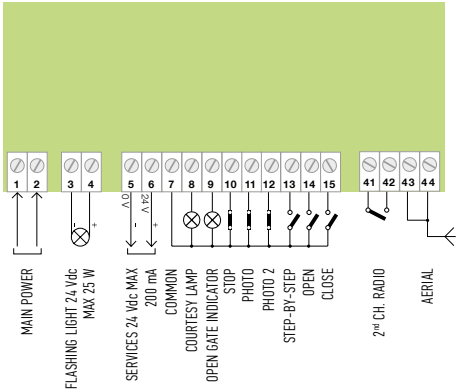 1 2 3 4 5 6 7 8 9 10 11 12 13 14 15 41 42 43 44
- +
0 V
-
24 V
+
MAIN POWER
FLASHING LIGHT 24 Vdc
MAX 25 W
SERVICES 24 Vdc MAX
200 mA
COMMON
COURTESY LAMP
OPEN GATE INDICATOR
STOP
PHOTO
PHOTO 2
STEP-BY-STEP
OPEN
CLOSE
2nd CH. RADIO
AERIAL